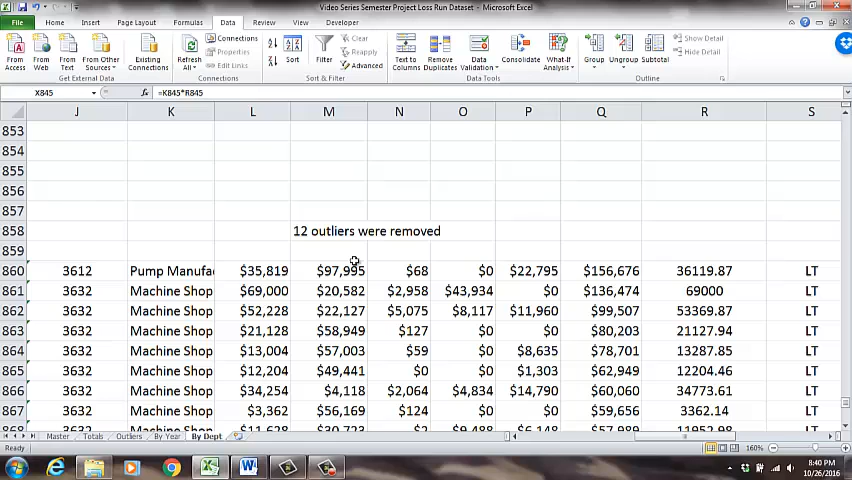 Video Series Semester Project Loss Run Dataset - Microsoft Excel
File Home Insert Page Layout Formulas Data Review View Developer
From Access
From Web
From Other Sources
Existing Connections
Get External Data
Refresh All
Connections
Properties
Edit Links
Connections
Sort
Filter
Clear
Reapply
Advanced
Sort & Filter
Text to Columns
Remove Duplicates
Data Validation
Consolidate
What-If Analysis
Data Tools
Group
Ungroup
Subtotal
Show Detail
Hide Detail
Outline
X845 fx =K845*R845
J K L M N O P Q R S
853
854
855
856
857
858 12 outliers were removed
859
860 3612 Pump Manufac $35,819 $97,995 $68 $0 $22,795 $156,676 36119.87 LT
861 3632 Machine Shop $69,000 $20,582 $2,958 $43,934 $0 $136,474 69000 LT
862 3632 Machine Shop $52,228 $22,127 $5,075 $8,117 $11,960 $99,507 53369.87 LT
863 3632 Machine Shop $21,128 $58,949 $127 $0 $0 $80,203 21127.94 LT
864 3632 Machine Shop $13,004 $57,003 $59 $0 $8,635 $78,701 13287.85 LT
865 3632 Machine Shop $12,204 $49,441 $0 $0 $1,303 $62,949 12204.46 LT
866 3632 Machine Shop $34,254 $4,118 $2,064 $4,834 $14,790 $60,060 34773.61 LT
867 3632 Machine Shop $3,362 $56,169 $124 $0 $0 $59,656 3362.14 LT
868 3632 Machine Shop $11,628 $30,723 $2 $9,488 $6,148 $57,989 11952.08 LT
Master Totals Outliers By Year By Dept
Ready 160%
8:40 PM
10/26/2016